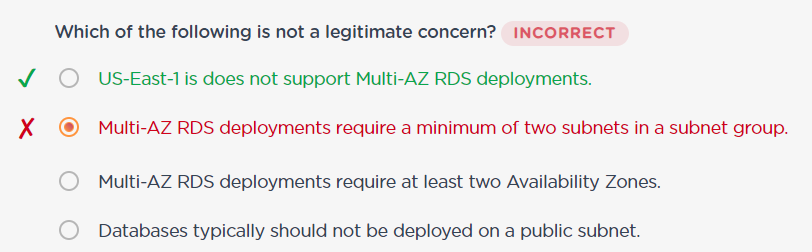 Which of the following is not a legitimate concern? INCORRECT
US-East-1 is does not support Multi-AZ RDS deployments.
Multi-AZ RDS deployments require a minimum of two subnets in a subnet group.
Multi-AZ RDS deployments require at least two Availability Zones.
Databases typically should not be deployed on a public subnet.